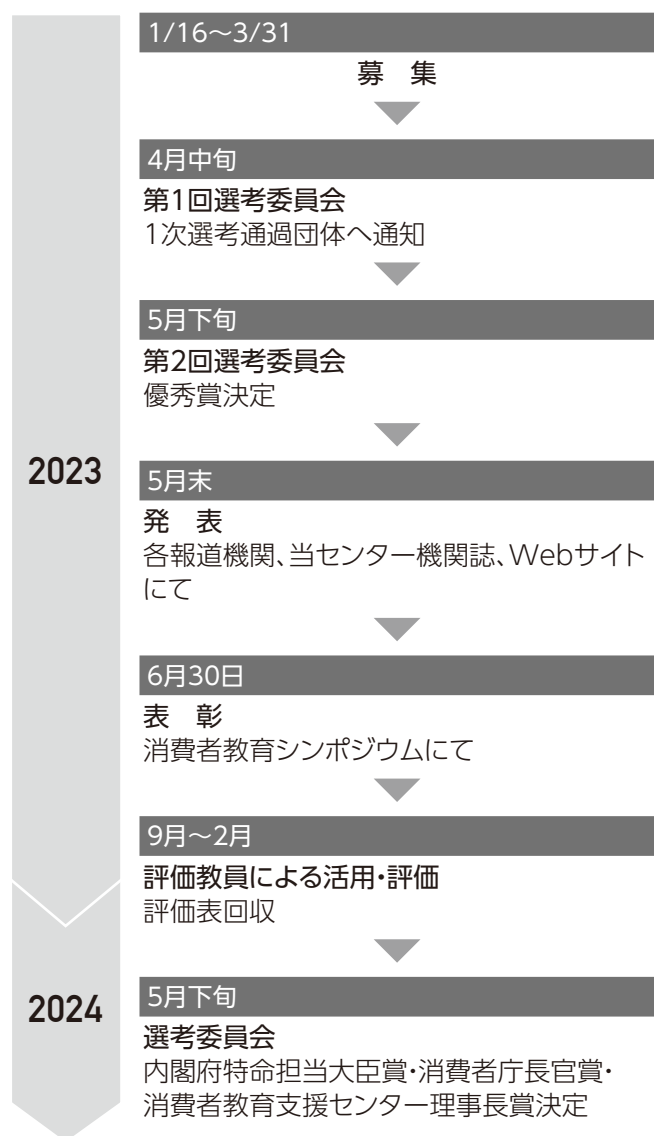 1/16〜3/31
募　集
4月中旬
第1回選考委員会
1次選考通過団体へ通知
5月下旬
第2回選考委員会
優秀賞決定
2023
5月末
発　表
各報道機関、当センター機関誌、Webサイト
にて
6月30日
表　彰
消費者教育シンポジウムにて
9月〜2月
評価教員による活用・評価
評価表回収
2024
5月下旬
選考委員会
内閣府特命担当大臣賞・消費者庁長官賞・
消費者教育支援センター理事長賞決定